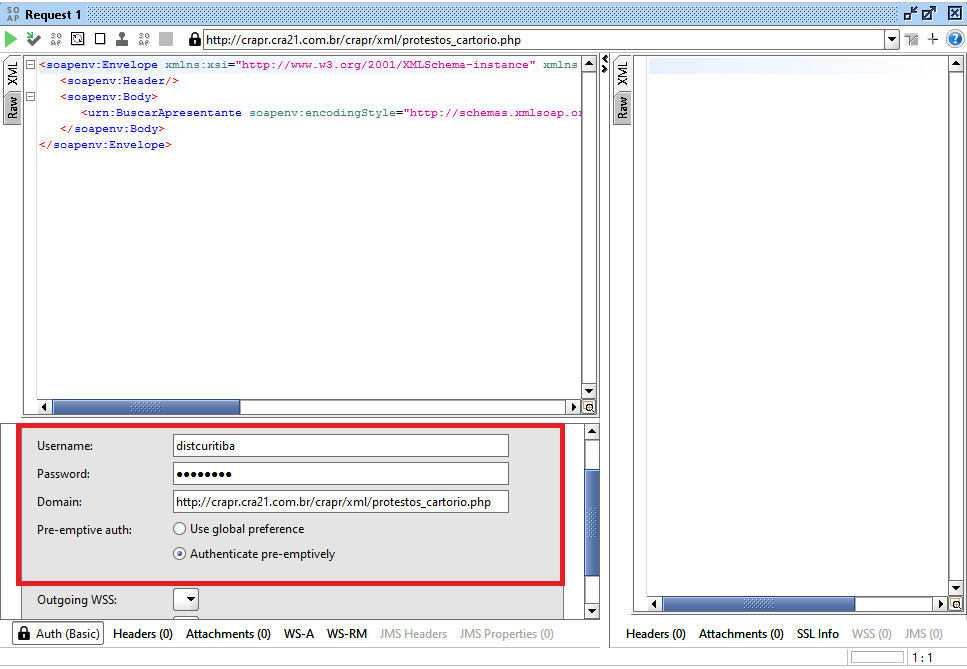 SO
AP
Request 1
http://crapr.cra21.com.br/crapr/xml/protestos_cartorio.php
XML
Raw
<soapenv:Envelope xmlns:xsi="http://www.w3.org/2001/XMLSchema-instance" xmlns
<soapenv:Header/>
<soapenv:Body>
<urn:BuscarApresentante soapenv:encodingStyle="http://schemas.xmlsoap.or
</soapenv:Body>
</soapenv:Envelope>
XML
Raw
Username: distcuritiba
Password: ●●●●●●●●
Domain: http://crapr.cra21.com.br/crapr/xml/protestos_cartorio.php
Pre-emptive auth: Use global preference
Authenticate pre-emptively
Outgoing WSS:
Auth (Basic) Headers (0) Attachments (0) WS-A WS-RM JMS Headers JMS Properties (0)
Headers (0) Attachments (0) SSL Info WSS (0) JMS (0)
1 : 1